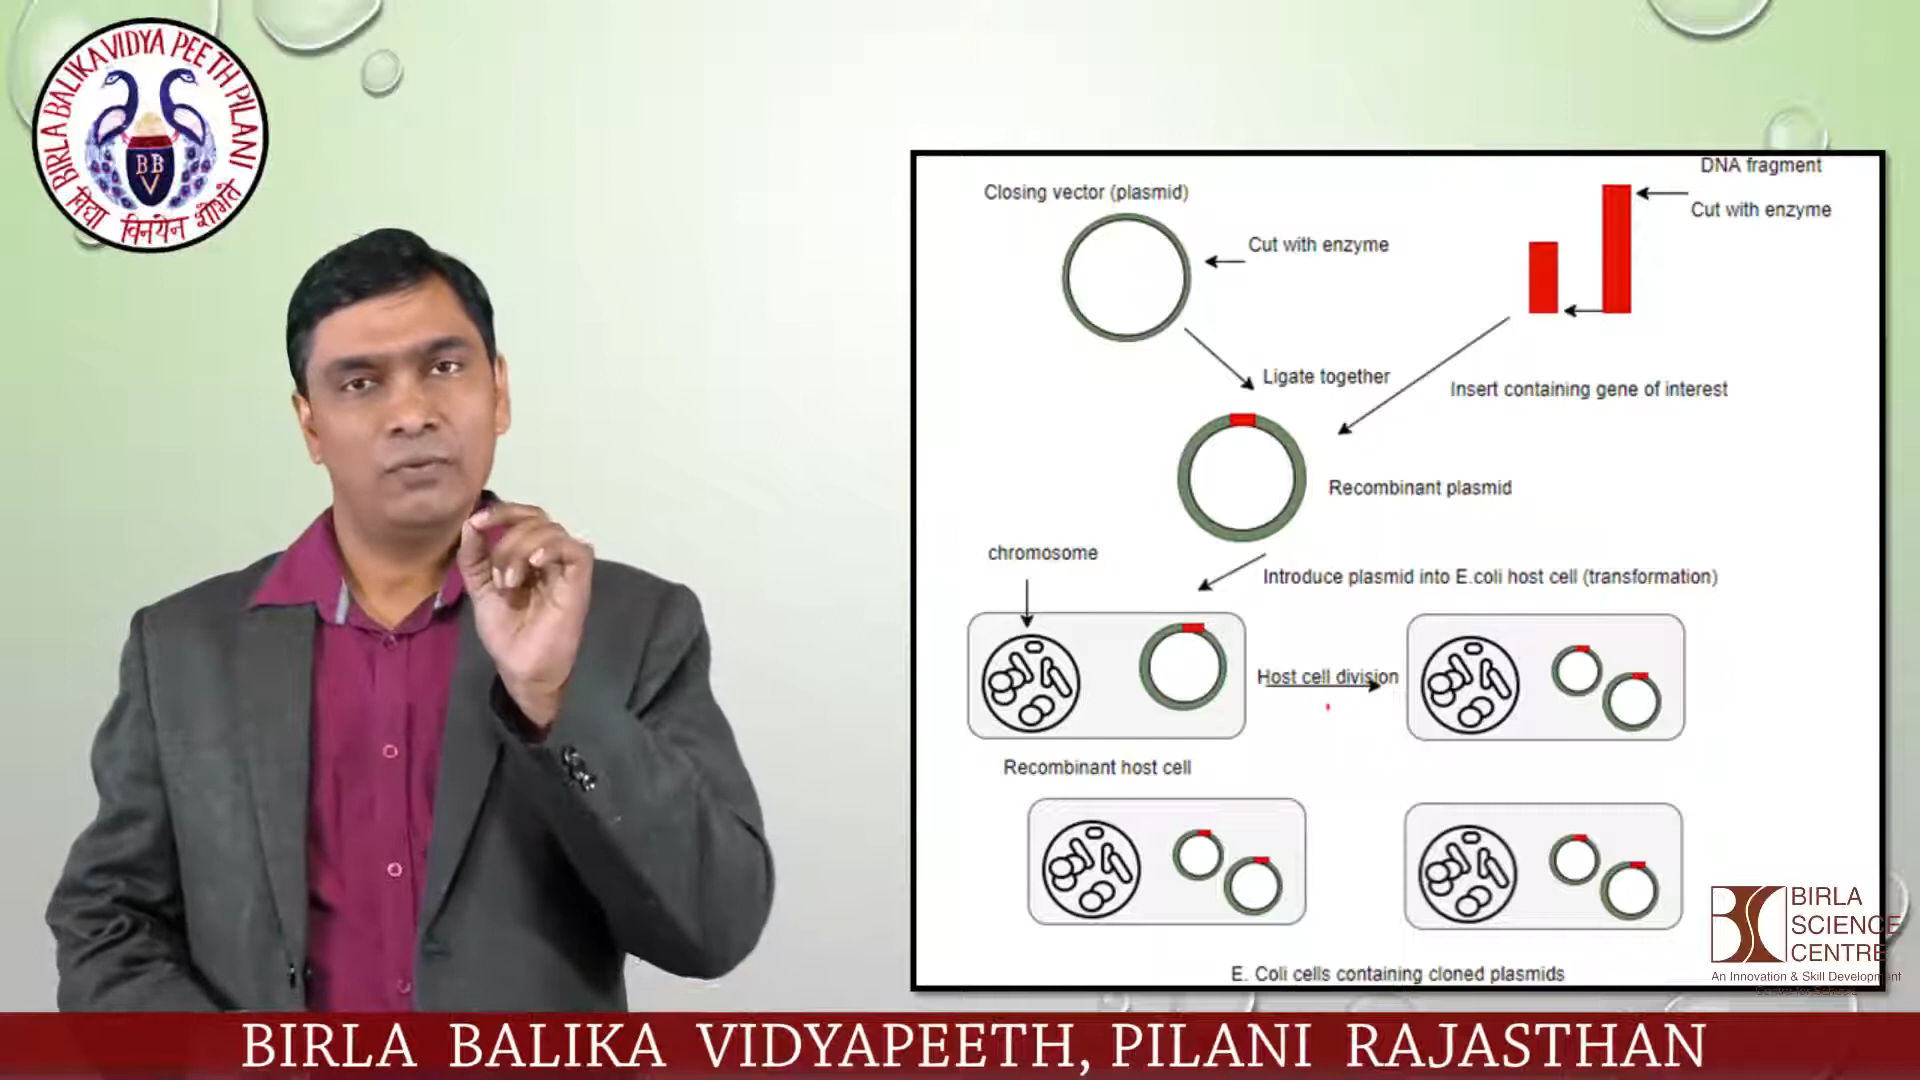 BIRLA BALIKA VIDYA PEETH PILANI
BB
V
विद्या विनयेन शोभते
DNA fragment
Closing vector (plasmid)
Cut with enzyme
Cut with enzyme
Ligate together
Insert containing gene of interest
Recombinant plasmid
chromosome
Introduce plasmid into E.coli host cell (transformation)
Host cell division
Recombinant host cell
E. Coli cells containing cloned plasmids
BIRLA
SCIENCE
CENTRE
An Innovation & Skill Development
Centre for Schools
BIRLA BALIKA VIDYAPEETH, PILANI RAJASTHAN